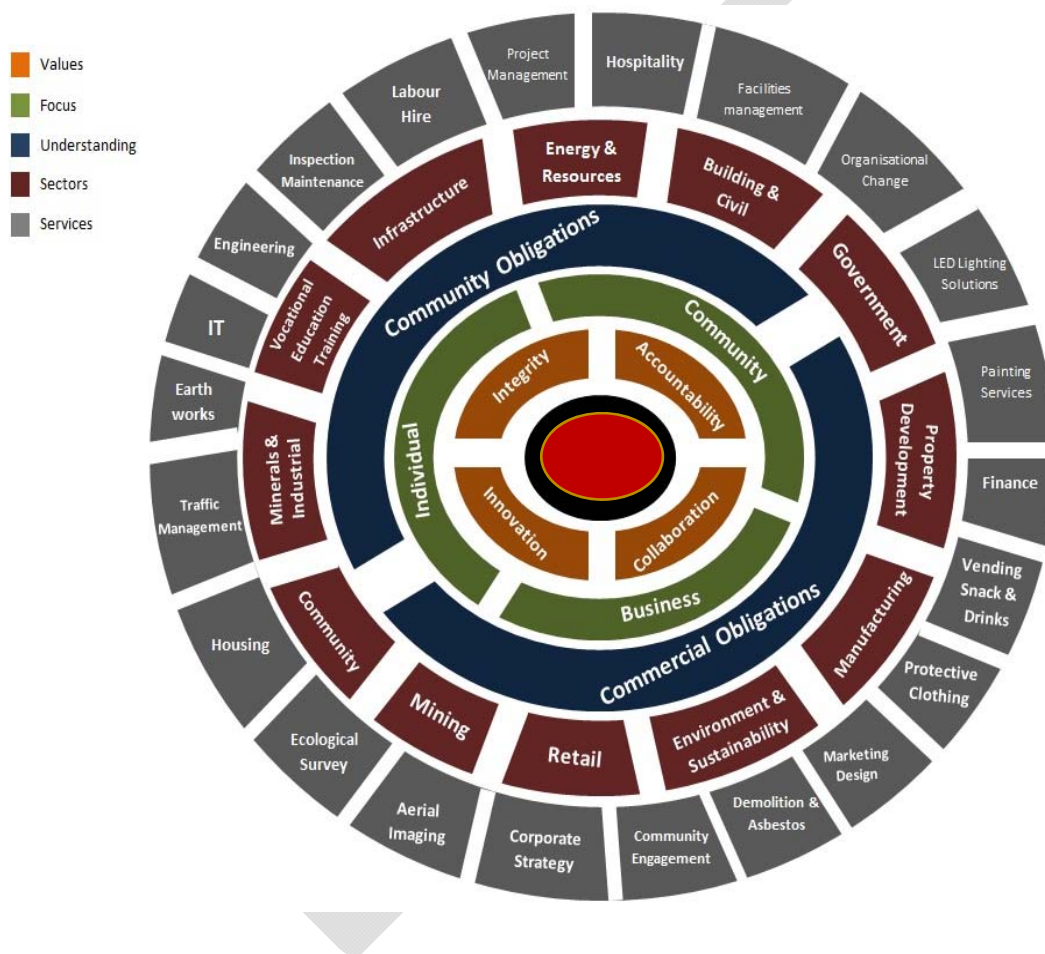 Values
Focus
Understanding
Sectors
Services
Project
Management
Hospitality
Facilities
management
Organisational
Change
LED Lighting
Solutions
Painting
Services
Finance
Vending
Snack &
Drinks
Protective
Clothing
Marketing
Design
Demolition &
Asbestos
Community
Engagement
Corporate
Strategy
Aerial
Imaging
Ecological
Survey
Housing
Traffic
Management
Earth
works
IT
Engineering
Inspection
Maintenance
Labour
Hire
Energy &
Resources
Building &
Civil
Government
Property
Development
Manufacturing
Environment &
Sustainability
Retail
Mining
Community
Minerals &
Industrial
Vocational
Education
Training
Infrastructure
Community Obligations
Commercial Obligations
Community
Business
Individual
Integrity
Accountability
Collaboration
Innovation